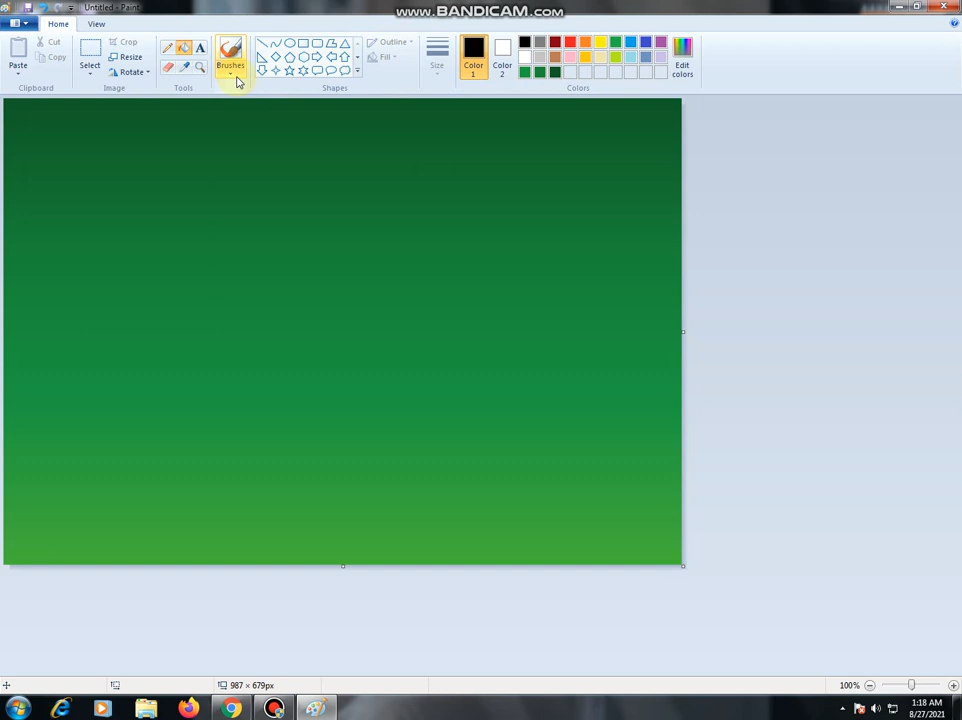 Untitled - Paint
www.BANDICAM.com
Home
View
Paste
Cut
Copy
Clipboard
Select
Crop
Resize
Rotate
Image
A
Tools
Brushes
Outline
Fill
Shapes
Size
Color
1
Color
2
Edit
colors
Colors
987 × 679px
100%
1:18 AM
8/27/2021